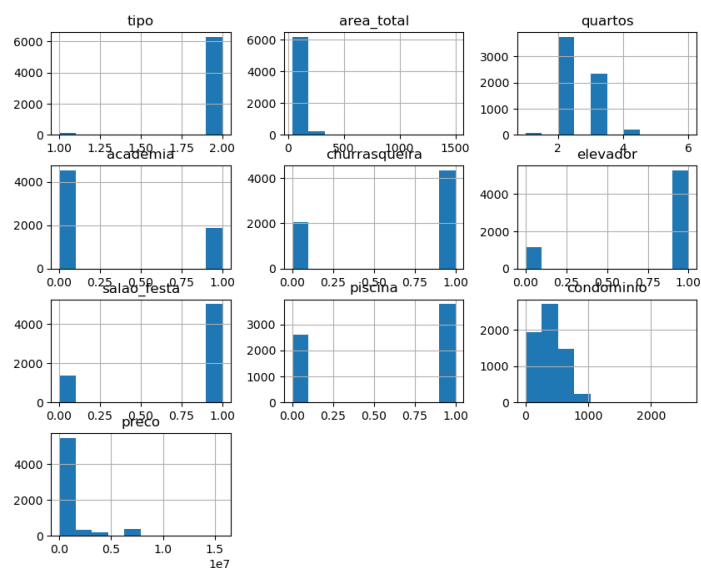 tipo area_total quartos
6000 6000
4000 4000 3000
2000 2000 2000
1000
0 0 0
1.00 1.25 1.50 1.75 2.00 0 500 1000 1500 2 4 6
academia churrasqueira elevador
4000 4000 4000
2000 2000 2000
0 0 0
0.00 0.25 0.50 0.75 1.00 0.00 0.25 0.50 0.75 1.00 0.00 0.25 0.50 0.75 1.00
salao_festa piscina condominio
4000 3000 2000
2000 2000 1000
1000
0 0 0
0.00 0.25 0.50 0.75 1.00 0.00 0.25 0.50 0.75 1.00 0 1000 2000
preco
4000
2000
0
0.0 0.5 1.0 1.5
1e7